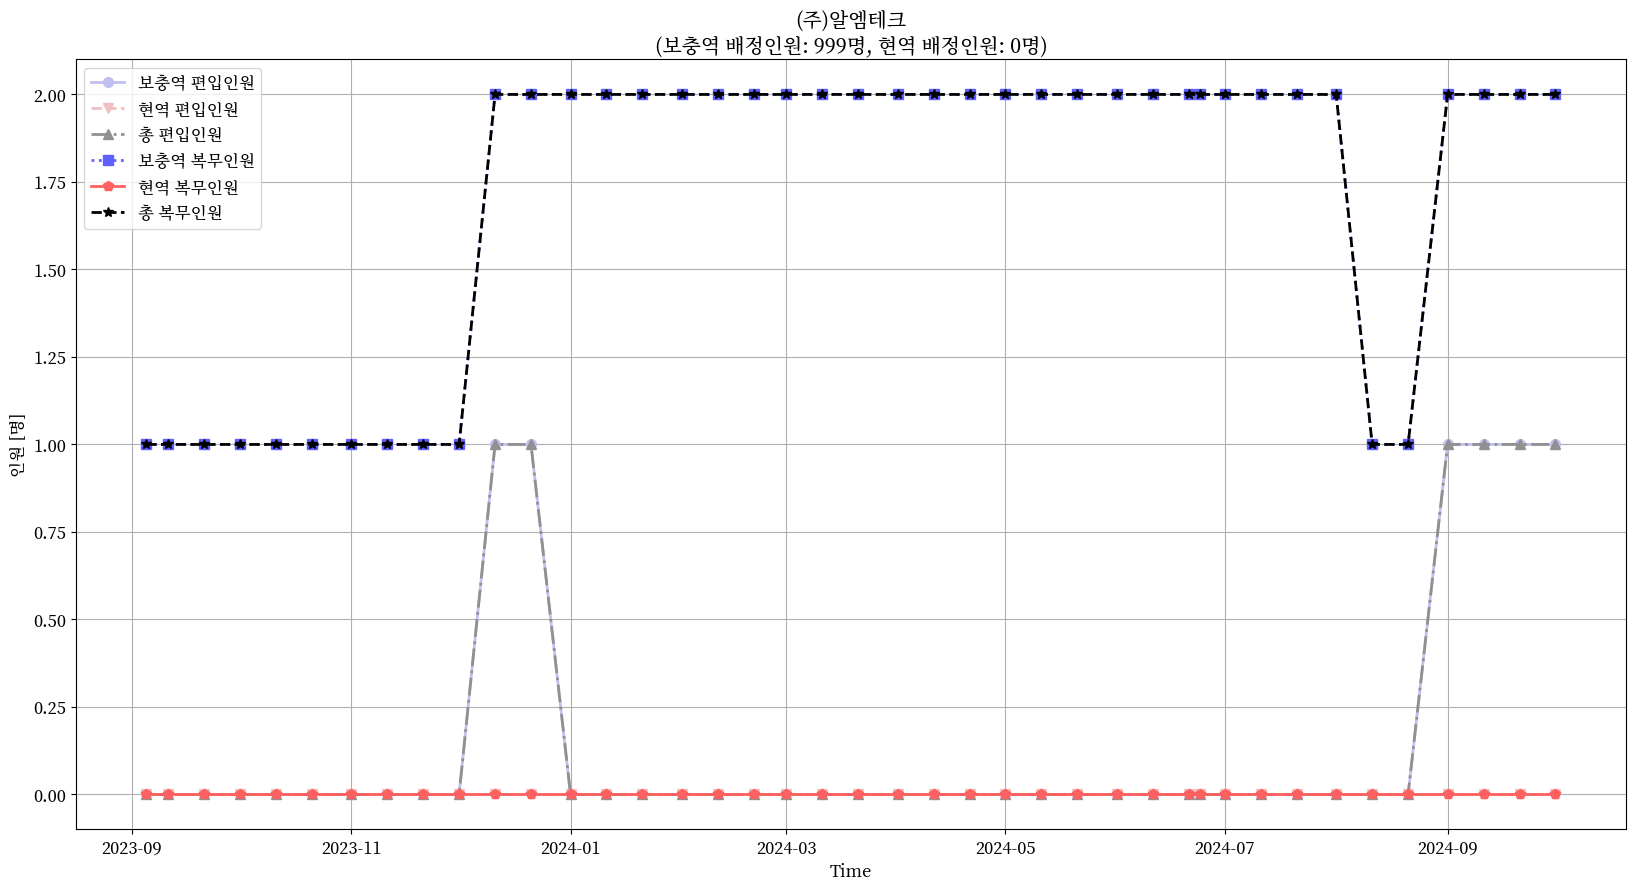 (주)알엠테크
(보충역 배정인원: 999명, 현역 배정인원: 0명)
보충역 편입인원
현역 편입인원
총 편입인원
보충역 복무인원
현역 복무인원
총 복무인원
2.00
1.75
1.50
1.25
1.00
0.75
0.50
0.25
0.00
인원 [명]
2023-09
2023-11
2024-01
2024-03
2024-05
2024-07
2024-09
Time